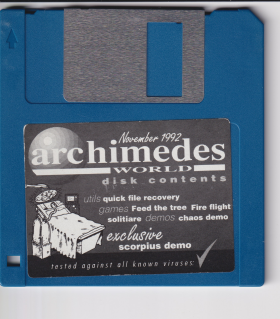 November 1992
archimedes
WORLD
disk contents
utils quick file recovery
games Feed the tree Fire flight
solitiare demos chaos demo
exclusive
scorpius demo
tested against all known viruses: